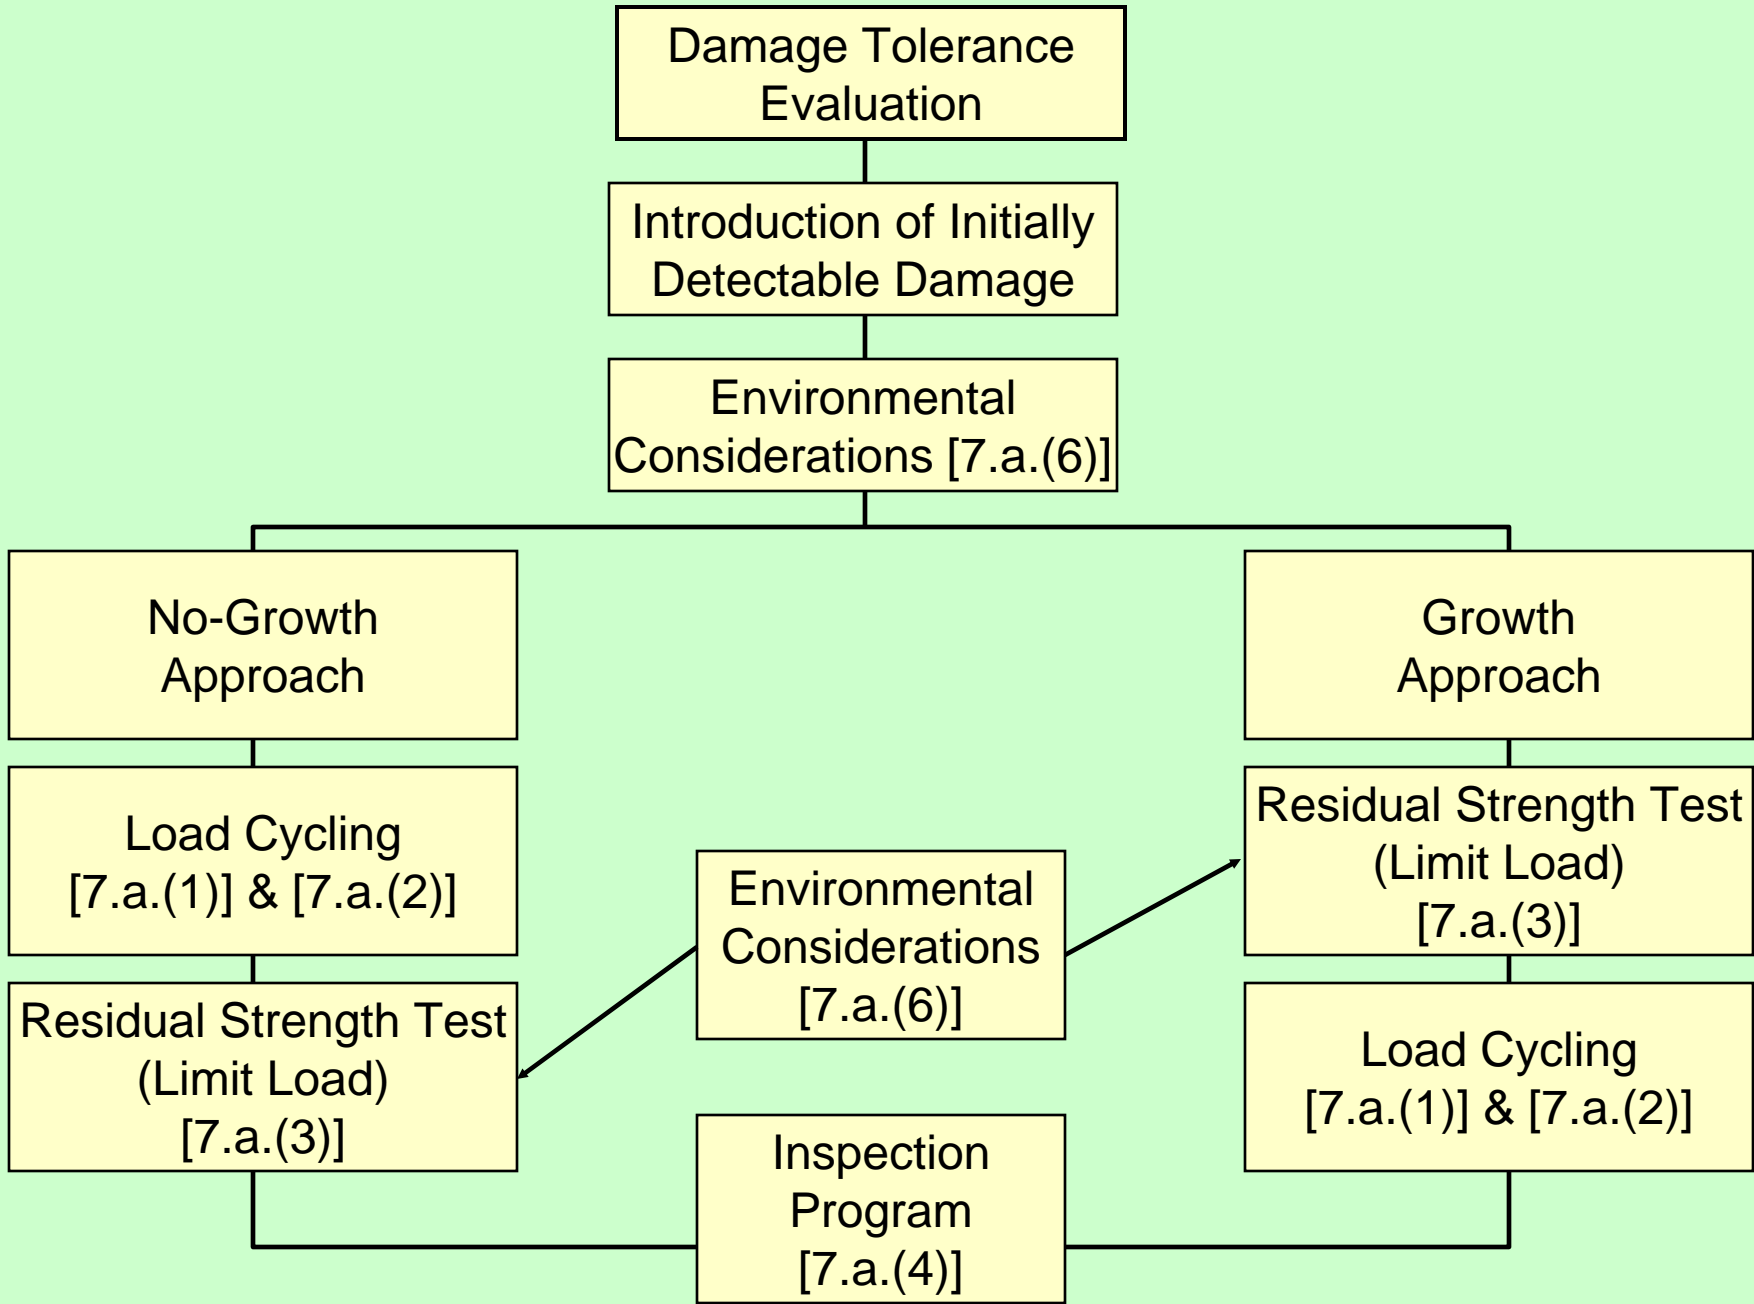 Damage Tolerance
Evaluation
Introduction of Initially
Detectable Damage
Environmental
Considerations [7.a.(6)]
No-Growth
Approach
Growth
Approach
Load Cycling
[7.a.(1)] & [7.a.(2)]
Residual Strength Test
(Limit Load)
[7.a.(3)]
Environmental
Considerations
[7.a.(6)]
Residual Strength Test
(Limit Load)
[7.a.(3)]
Load Cycling
[7.a.(1)] & [7.a.(2)]
Inspection
Program
[7.a.(4)]